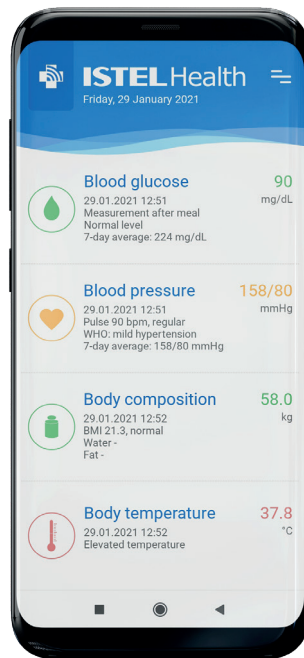 ISTEL Health
Friday, 29 January 2021
Blood glucose 90
29.01.2021 12:51 mg/dL
Measurement after meal
Normal level
7-day average: 224 mg/dL
Blood pressure 158/80
29.01.2021 12:51 mmHg
Pulse 90 bpm, regular
WHO: mild hypertension
7-day average: 158/80 mmHg
Body composition 58.0
29.01.2021 12:52 kg
BMI 21.3, normal
Water -
Fat -
Body temperature 37.8
29.01.2021 12:52 °C
Elevated temperature